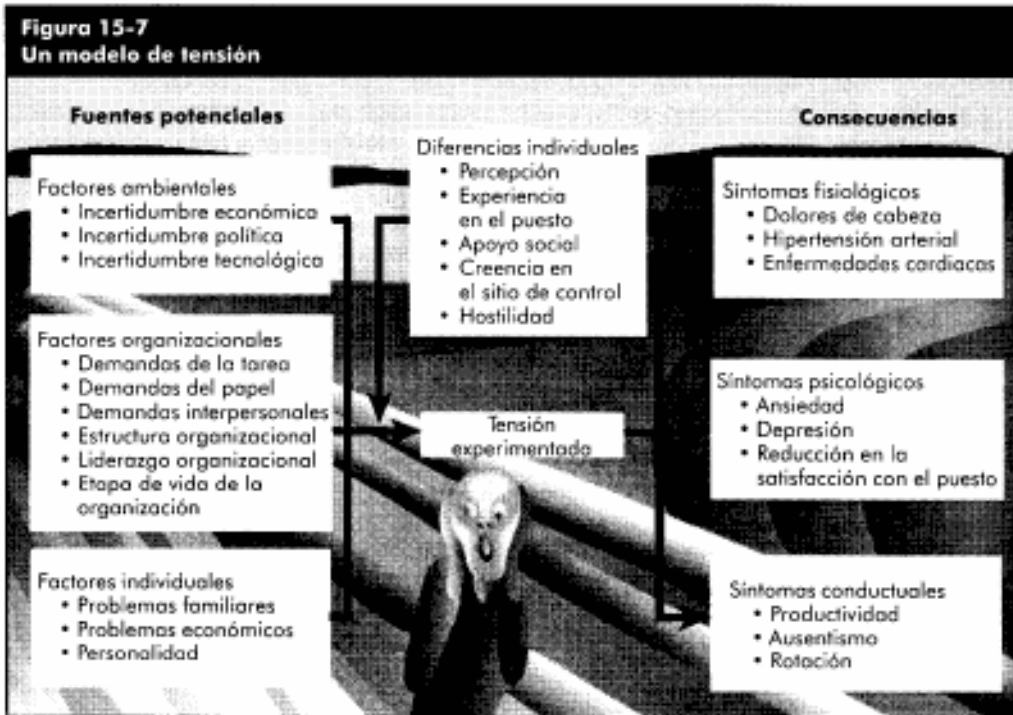 Figura 15-7
Un modelo de tensión
Fuentes potenciales
Factores ambientales
• Incertidumbre económica
• Incertidumbre política
• Incertidumbre tecnológica
Factores organizacionales
• Demandas de la tarea
• Demandas del papel
• Demandas interpersonales
• Estructura organizacional
• Liderazgo organizacional
• Etapa de vida de la
organización
Factores individuales
• Problemas familiares
• Problemas económicos
• Personalidad
Diferencias individuales
• Percepción
• Experiencia
en el puesto
• Apoyo social
• Creencia en
el sitio de control
• Hostilidad
Tensión
experimentada
Consecuencias
Síntomas fisiológicos
• Dolores de cabeza
• Hipertensión arterial
• Enfermedades cardiacas
Síntomas psicológicos
• Ansiedad
• Depresión
• Reducción en la
satisfacción con el puesto
Síntomas conductuales
• Productividad
• Ausentismo
• Rotación